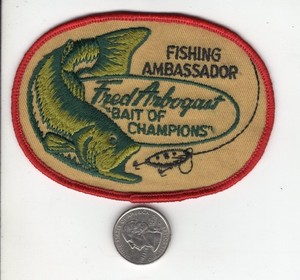 FISHING
AMBASSADOR
Fred Arbogast
"BAIT OF
CHAMPIONS"